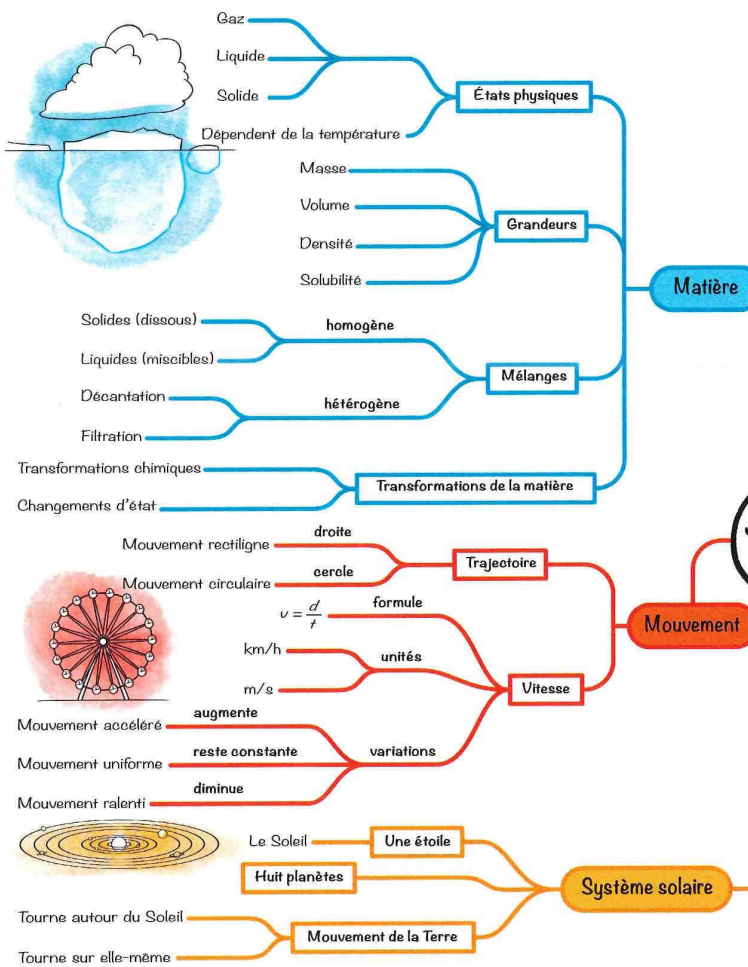 Gaz
Liquide
Solide
États physiques
Dépendent de la température
Masse
Volume
Grandeurs
Densité
Solubilité
Matière
Solides (dissous)
homogène
Liquides (miscibles)
Mélanges
Décantation
hétérogène
Filtration
Transformations chimiques
Transformations de la matière
Changements d'état
droite
Mouvement rectiligne
Trajectoire
cercle
Mouvement circulaire
formule
v = d/t
Mouvement
km/h
unités
m/s
Vitesse
augmente
Mouvement accéléré
reste constante
variations
Mouvement uniforme
diminue
Mouvement ralenti
Le Soleil
Une étoile
Huit planètes
Système solaire
Tourne autour du Soleil
Mouvement de la Terre
Tourne sur elle-même